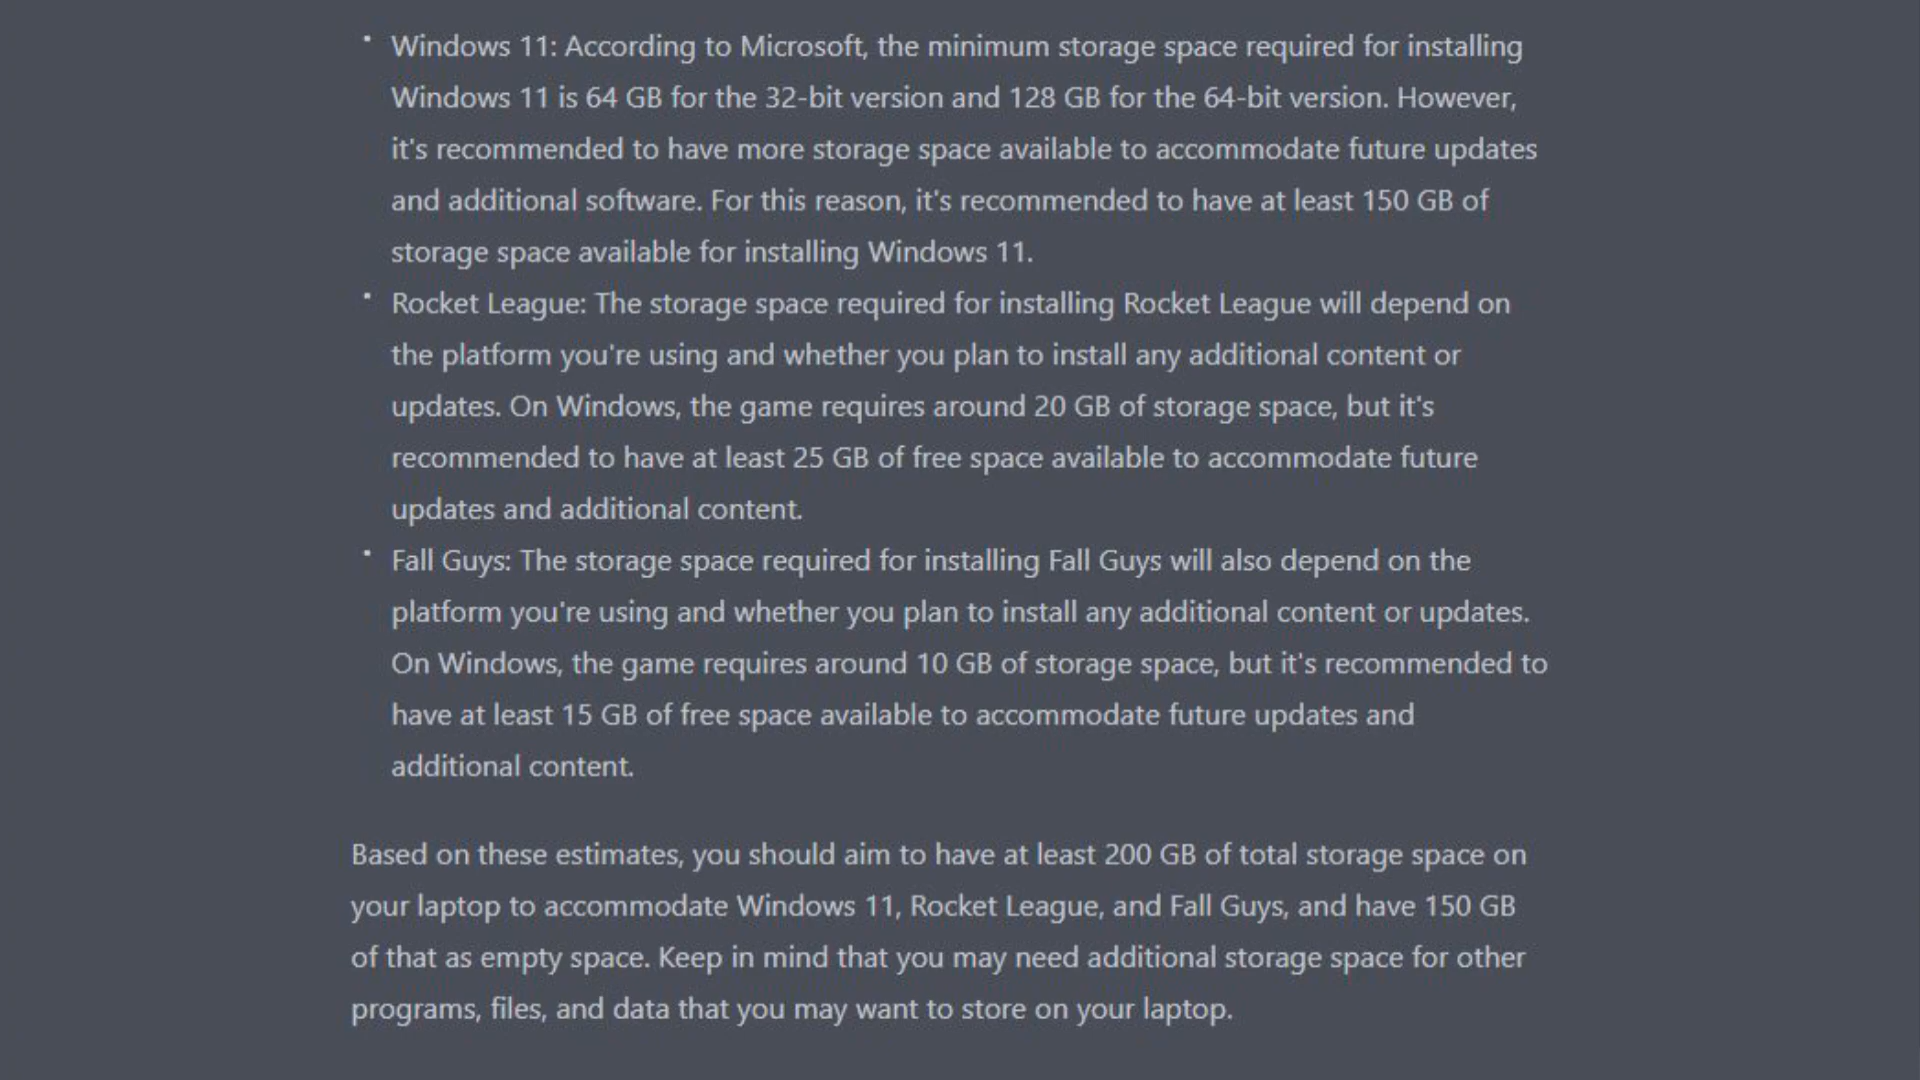 • Windows 11: According to Microsoft, the minimum storage space required for installing
Windows 11 is 64 GB for the 32-bit version and 128 GB for the 64-bit version. However,
it's recommended to have more storage space available to accommodate future updates
and additional software. For this reason, it's recommended to have at least 150 GB of
storage space available for installing Windows 11.
• Rocket League: The storage space required for installing Rocket League will depend on
the platform you're using and whether you plan to install any additional content or
updates. On Windows, the game requires around 20 GB of storage space, but it's
recommended to have at least 25 GB of free space available to accommodate future
updates and additional content.
• Fall Guys: The storage space required for installing Fall Guys will also depend on the
platform you're using and whether you plan to install any additional content or updates.
On Windows, the game requires around 10 GB of storage space, but it's recommended to
have at least 15 GB of free space available to accommodate future updates and
additional content.
Based on these estimates, you should aim to have at least 200 GB of total storage space on
your laptop to accommodate Windows 11, Rocket League, and Fall Guys, and have 150 GB
of that as empty space. Keep in mind that you may need additional storage space for other
programs, files, and data that you may want to store on your laptop.